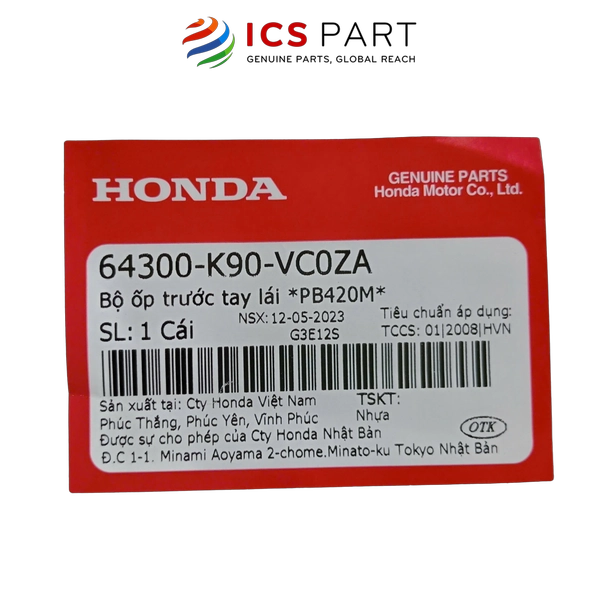 ICS PART
GENUINE PARTS, GLOBAL REACH
HONDA
GENUINE PARTS
Honda Motor Co., Ltd.
64300-K90-VC0ZA
Bộ ốp trước tay lái *PB420M*
NSX: 12-05-2023
Tiêu chuẩn áp dụng:
SL: 1 Cái
G3E12S
TCCS: 01|2008|HVN
Sản xuất tại: Cty Honda Việt Nam
TSKT:
Phúc Thắng, Phúc Yên, Vĩnh Phúc
Nhựa
Được sự cho phép của Cty Honda Nhật Bản
OTK
Đ.C 1-1. Minami Aoyama 2-chome.Minato-ku Tokyo Nhật Bản